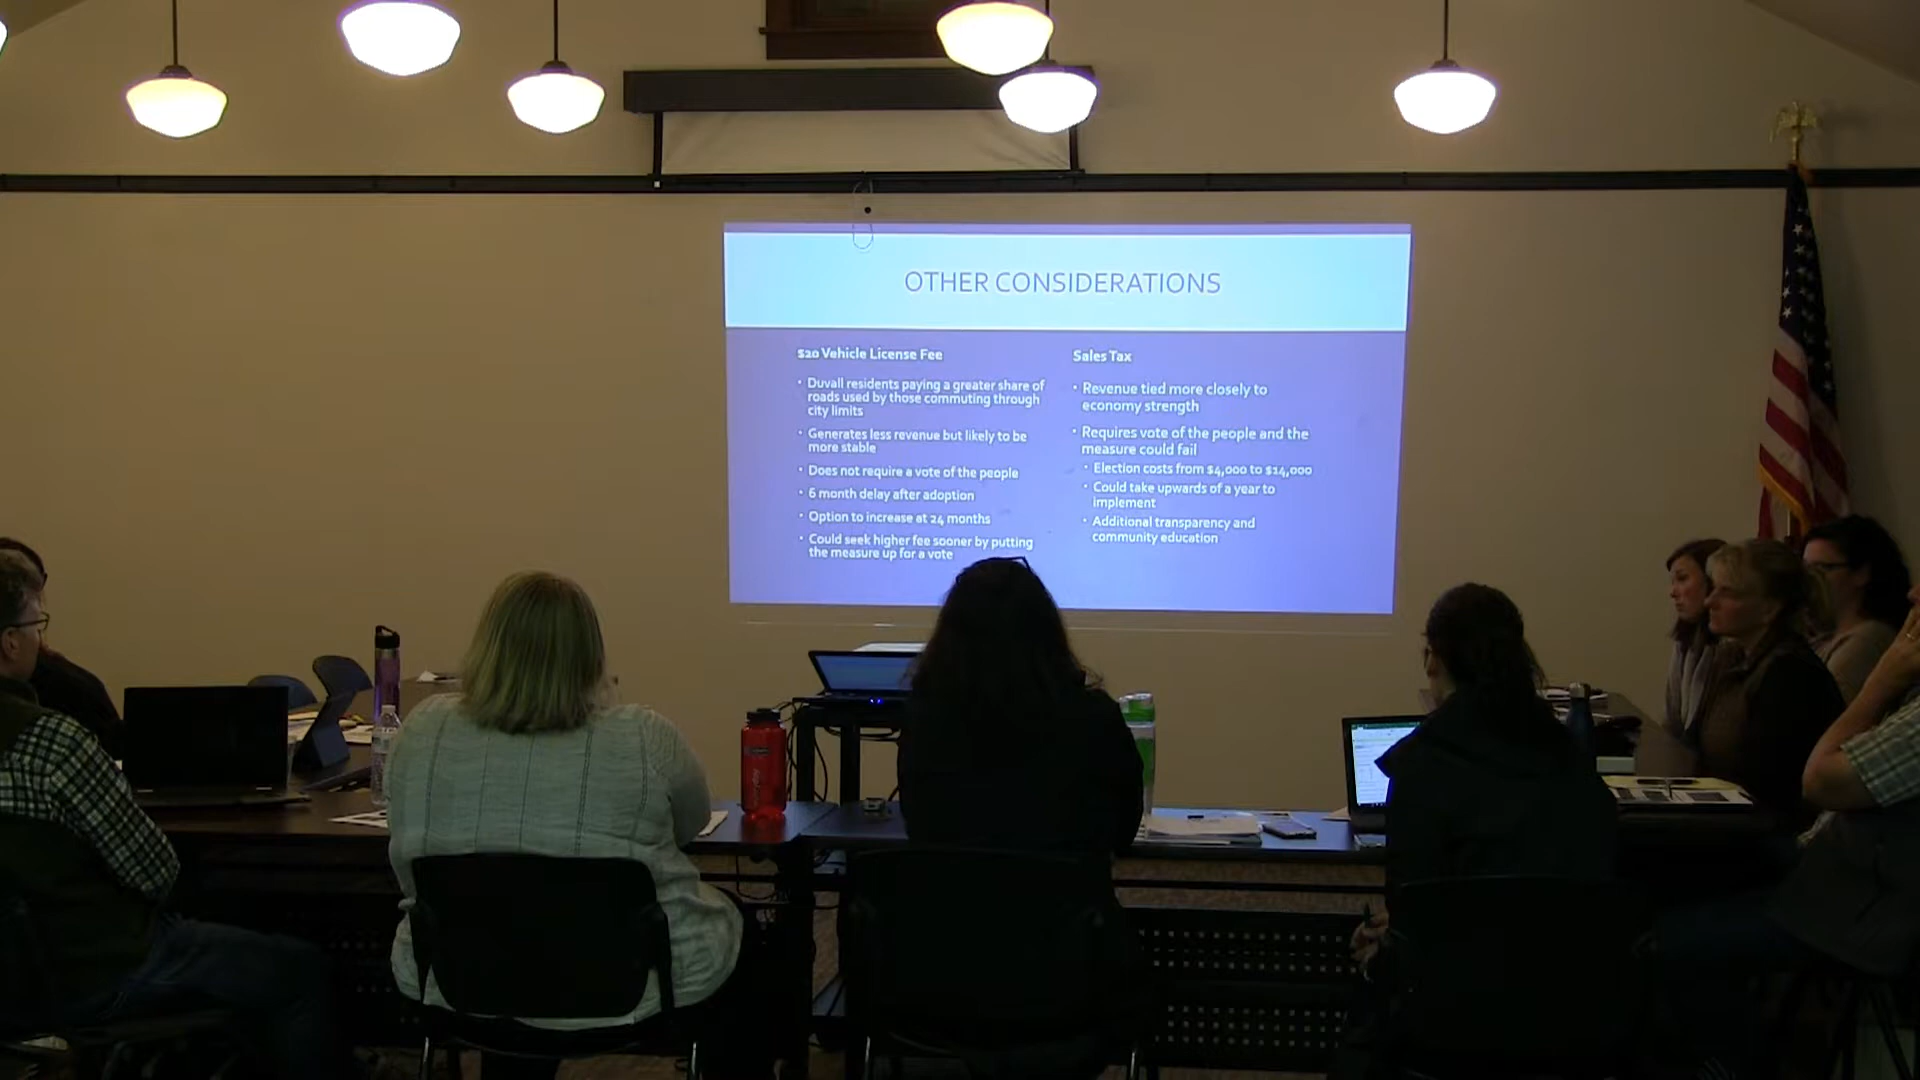 OTHER CONSIDERATIONS
$20 Vehicle License Fee
• Duvall residents paying a greater share of
roads used by those commuting through
city limits
• Generates less revenue but likely to be
more stable
• Does not require a vote of the people
• 6 month delay after adoption
• Option to increase at 24 months
• Could seek higher fee sooner by putting
the measure up for a vote
Sales Tax
• Revenue tied more closely to
economy strength
• Requires vote of the people and the
measure could fail
• Election costs from $4,000 to $14,000
• Could take upwards of a year to
implement
• Additional transparency and
community education